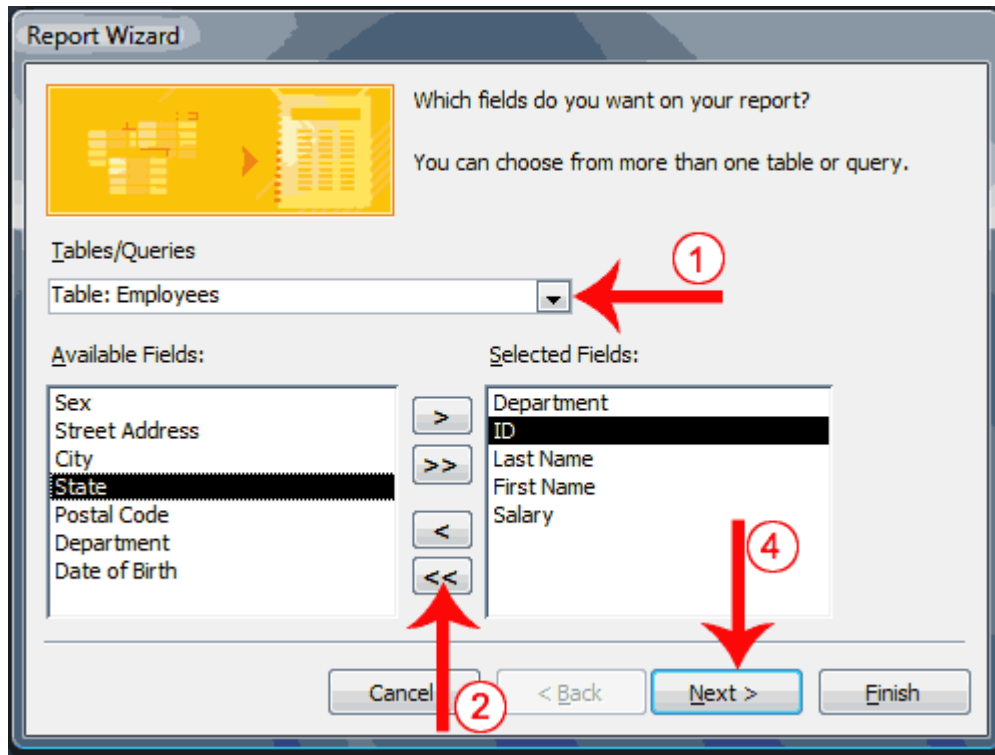 Report Wizard
Which fields do you want on your report?
You can choose from more than one table or query.
Tables/Queries
1
Table: Employees
Available Fields:
Selected Fields:
Sex
Street Address
City
State
Postal Code
Department
Date of Birth
>
>>
<
<<
Department
ID
Last Name
First Name
Salary
4
2
Cancel
< Back
Next >
Finish